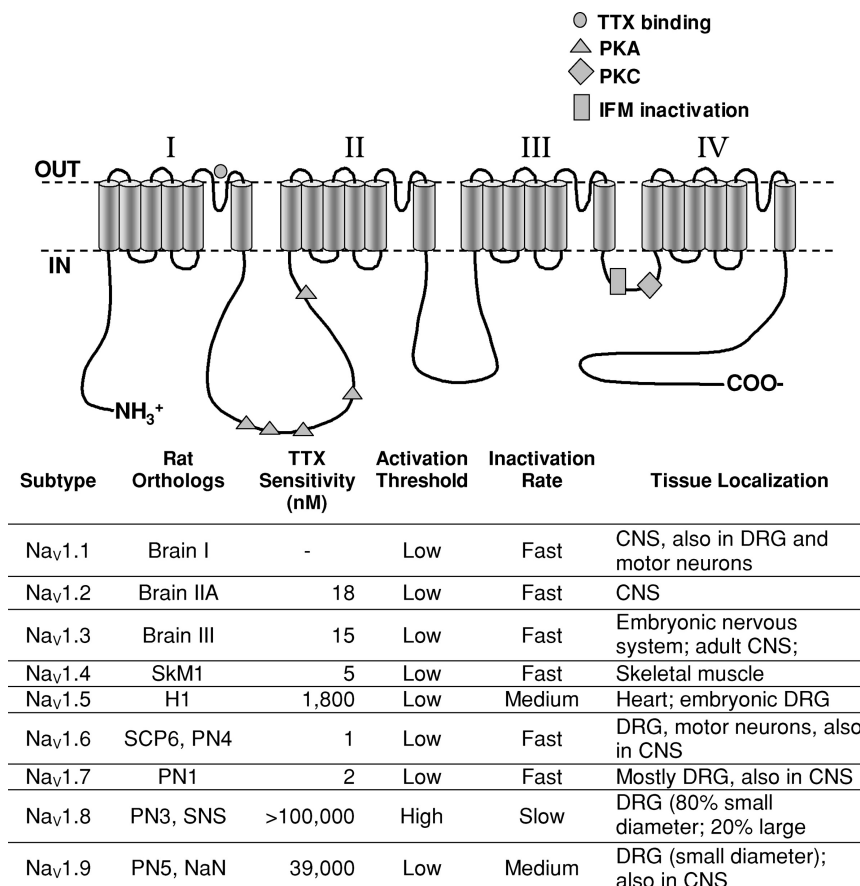 TTX binding
PKA
PKC
IFM inactivation
I II III IV
OUT
IN
NH3+
COO-
Subtype Rat Orthologs TTX Sensitivity (nM) Activation Threshold Inactivation Rate Tissue Localization
NaV1.1 Brain I - Low Fast CNS, also in DRG and
motor neurons
NaV1.2 Brain IIA 18 Low Fast CNS
NaV1.3 Brain III 15 Low Fast Embryonic nervous
system; adult CNS;
NaV1.4 SkM1 5 Low Fast Skeletal muscle
NaV1.5 H1 1,800 Low Medium Heart; embryonic DRG
NaV1.6 SCP6, PN4 1 Low Fast DRG, motor neurons, also
in CNS
NaV1.7 PN1 2 Low Fast Mostly DRG, also in CNS
NaV1.8 PN3, SNS >100,000 High Slow DRG (80% small
diameter; 20% large
NaV1.9 PN5, NaN 39,000 Low Medium DRG (small diameter);
also in CNS